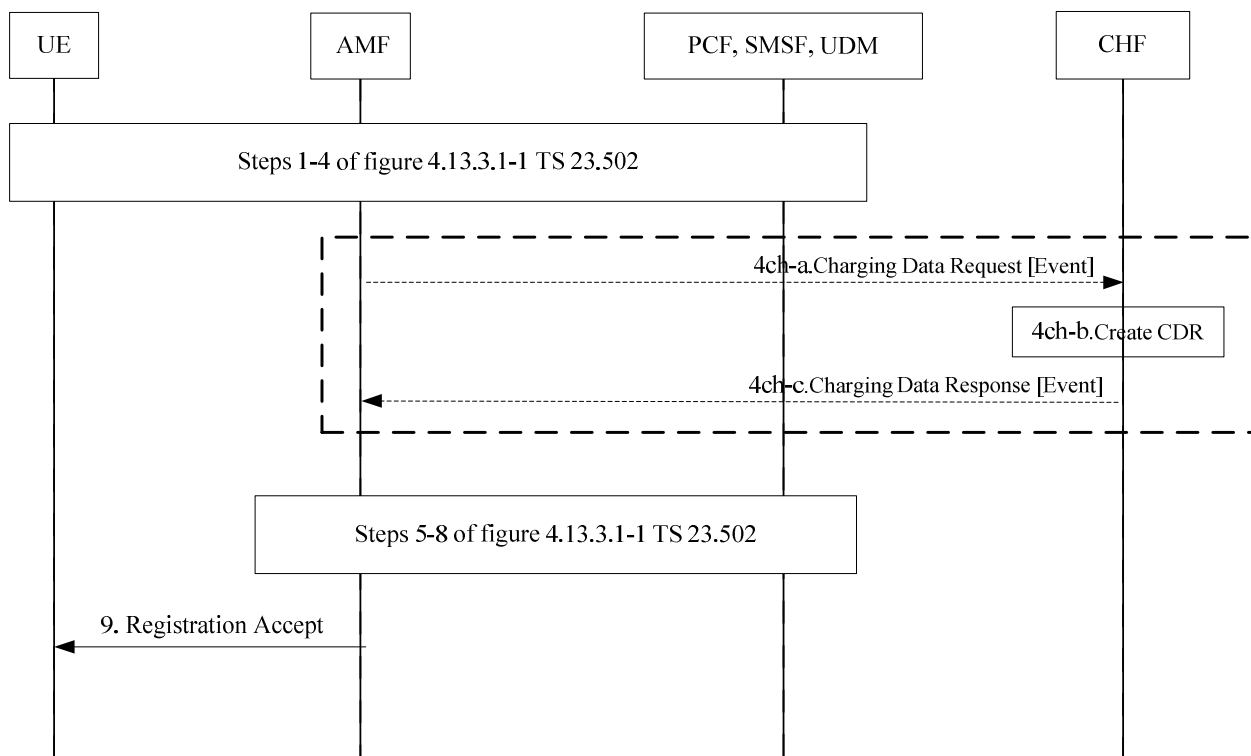 UE
AMF
PCF, SMSF, UDM
CHF
Steps 1-4 of figure 4.13.3.1-1 TS 23.502
4ch-a.Charging Data Request [Event]
4ch-b.Create CDR
4ch-c.Charging Data Response [Event]
Steps 5-8 of figure 4.13.3.1-1 TS 23.502
9. Registration Accept